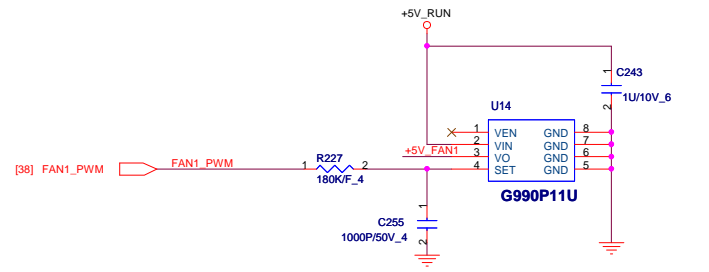 +5V_RUN
C243
1
1U/10V_6
2
U14
1 VEN GND 8
2 VIN GND 7
+5V_FAN1 3 VO GND 6
4 SET GND 5
G990P11U
[38] FAN1_PWM FAN1_PWM 1 R227 2
180K/F_4
1
C255
1000P/50V_4
2